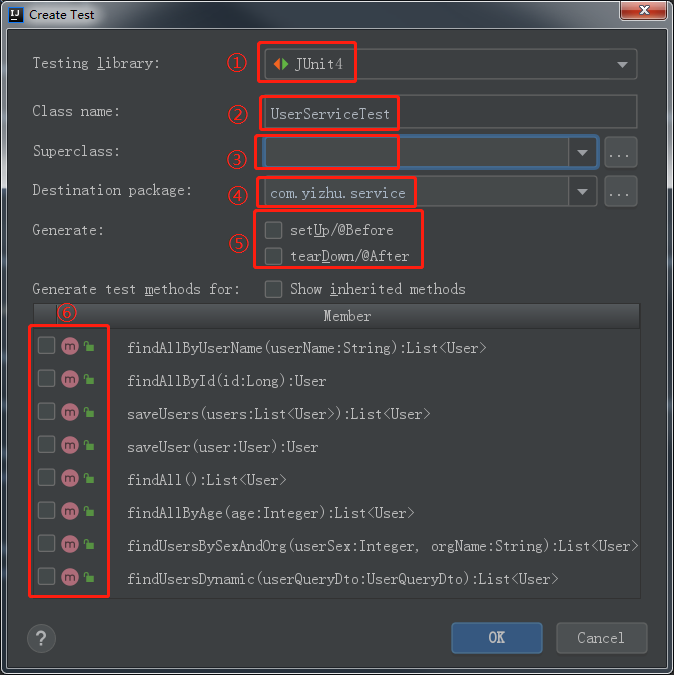 IJ Create Test
Testing library: ① JUnit4
Class name: ② UserServiceTest
Superclass: ③ ...
Destination package: ④ com.yizhu.service ...
Generate: ⑤ setUp/@Before
tearDown/@After
Generate test methods for: Show inherited methods
⑥ Member
m findAllByUserName(userName:String):List<User>
m findAllById(id:Long):User
m saveUsers(users:List<User>):List<User>
m saveUser(user:User):User
m findAll():List<User>
m findAllByAge(age:Integer):List<User>
m findUsersBySexAndOrg(userSex:Integer, orgName:String):List<User>
m findUsersDynamic(userQueryDto:UserQueryDto):List<User>
? OK Cancel